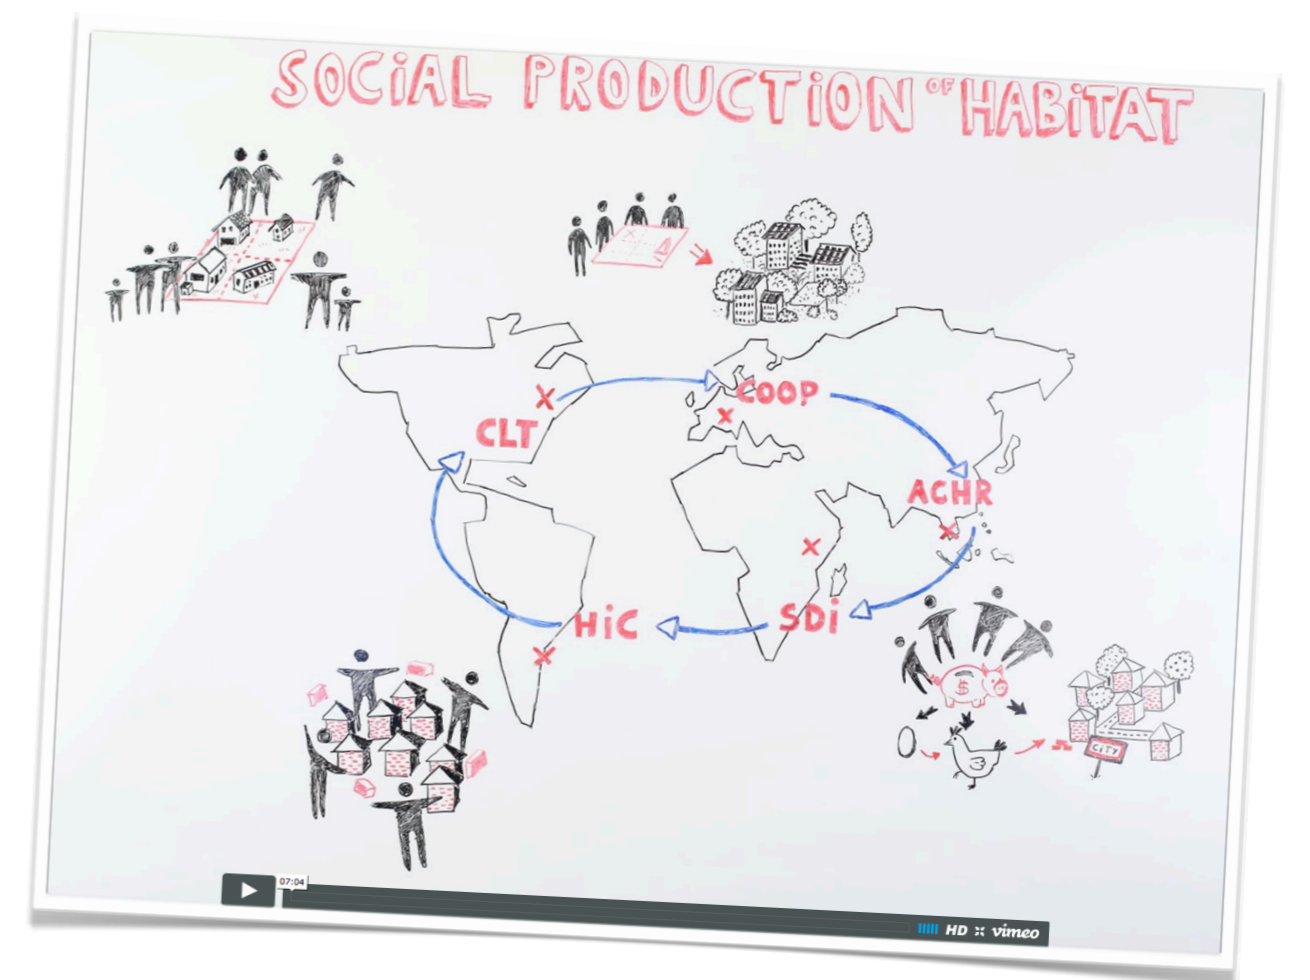 SOCiAL PRODUCTiON OF HABiTAT
COOP
CLT
ACHR
HiC
SDi
$
CiTY
07:04
HD vimeo